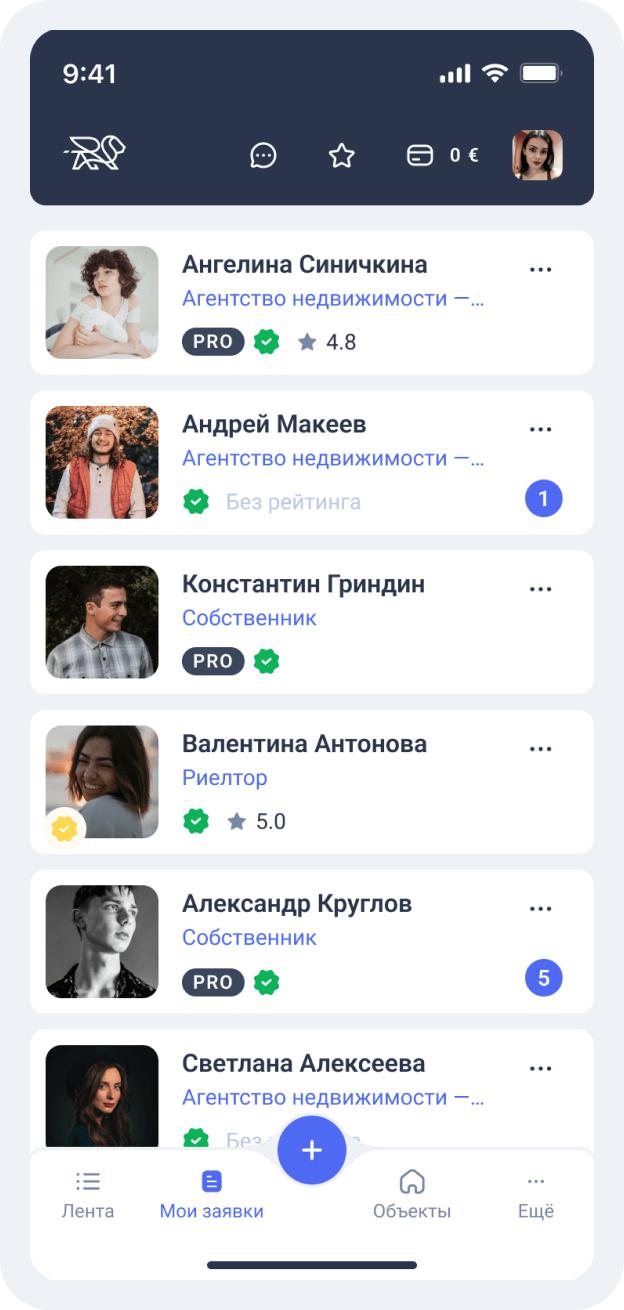 9:41
0 €
Ангелина Синичкина
Агентство недвижимости —...
PRO 4.8
Андрей Макеев
Агентство недвижимости —...
Без рейтинга 1
Константин Гриндин
Собственник
PRO
Валентина Антонова
Риелтор
5.0
Александр Круглов
Собственник
PRO 5
Светлана Алексеева
Агентство недвижимости —...
Без
Лента Мои заявки Объекты Ещё